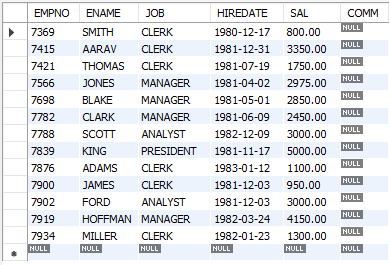 EMPNO ENAME JOB HIREDATE SAL COMM
7369 SMITH CLERK 1980-12-17 800.00 NULL
7415 AARAV CLERK 1981-12-31 3350.00 NULL
7421 THOMAS CLERK 1981-07-19 1750.00 NULL
7566 JONES MANAGER 1981-04-02 2975.00 NULL
7698 BLAKE MANAGER 1981-05-01 2850.00 NULL
7782 CLARK MANAGER 1981-06-09 2450.00 NULL
7788 SCOTT ANALYST 1982-12-09 3000.00 NULL
7839 KING PRESIDENT 1981-11-17 5000.00 NULL
7876 ADAMS CLERK 1983-01-12 1100.00 NULL
7900 JAMES CLERK 1981-12-03 950.00 NULL
7902 FORD ANALYST 1981-12-03 3000.00 NULL
7919 HOFFMAN MANAGER 1982-03-24 4150.00 NULL
7934 MILLER CLERK 1982-01-23 1300.00 NULL
NULL NULL NULL NULL NULL NULL